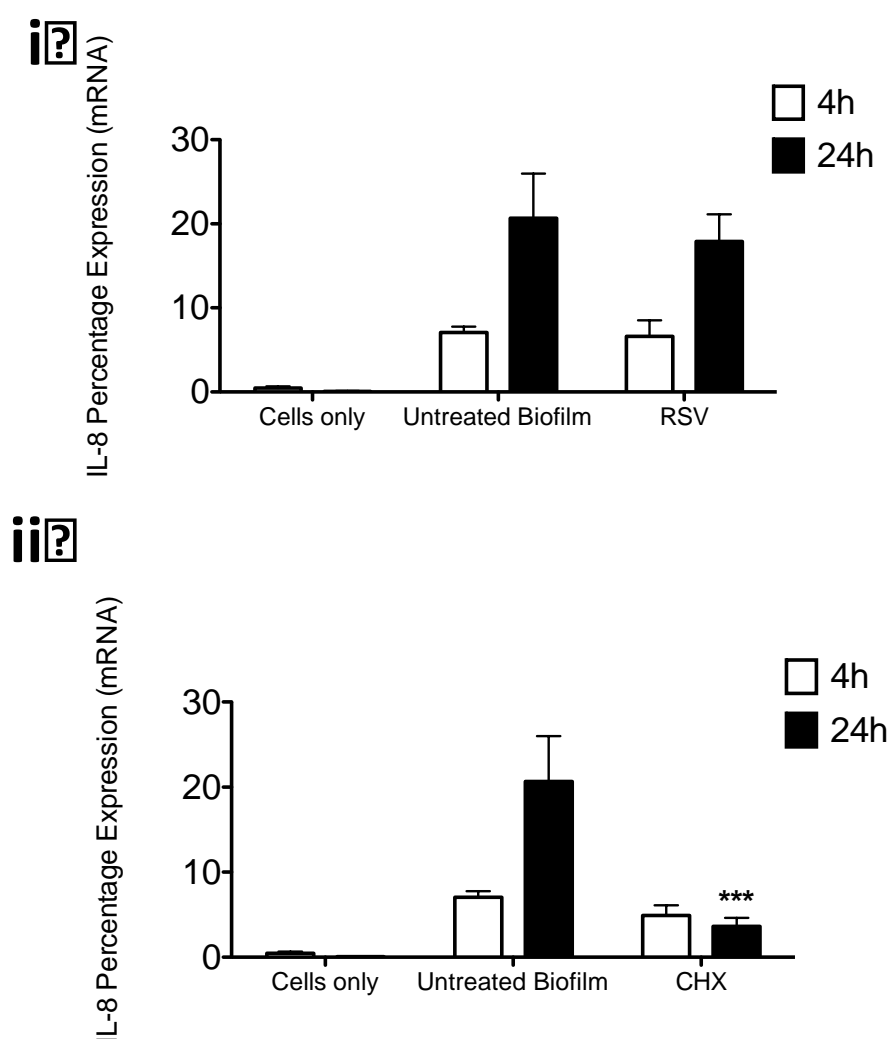 i
IL-8 Percentage Expression (mRNA)
4h
24h
30
20
10
0
Cells only Untreated Biofilm RSV
ii
IL-8 Percentage Expression (mRNA)
4h
24h
30
20
10
0
***
Cells only Untreated Biofilm CHX